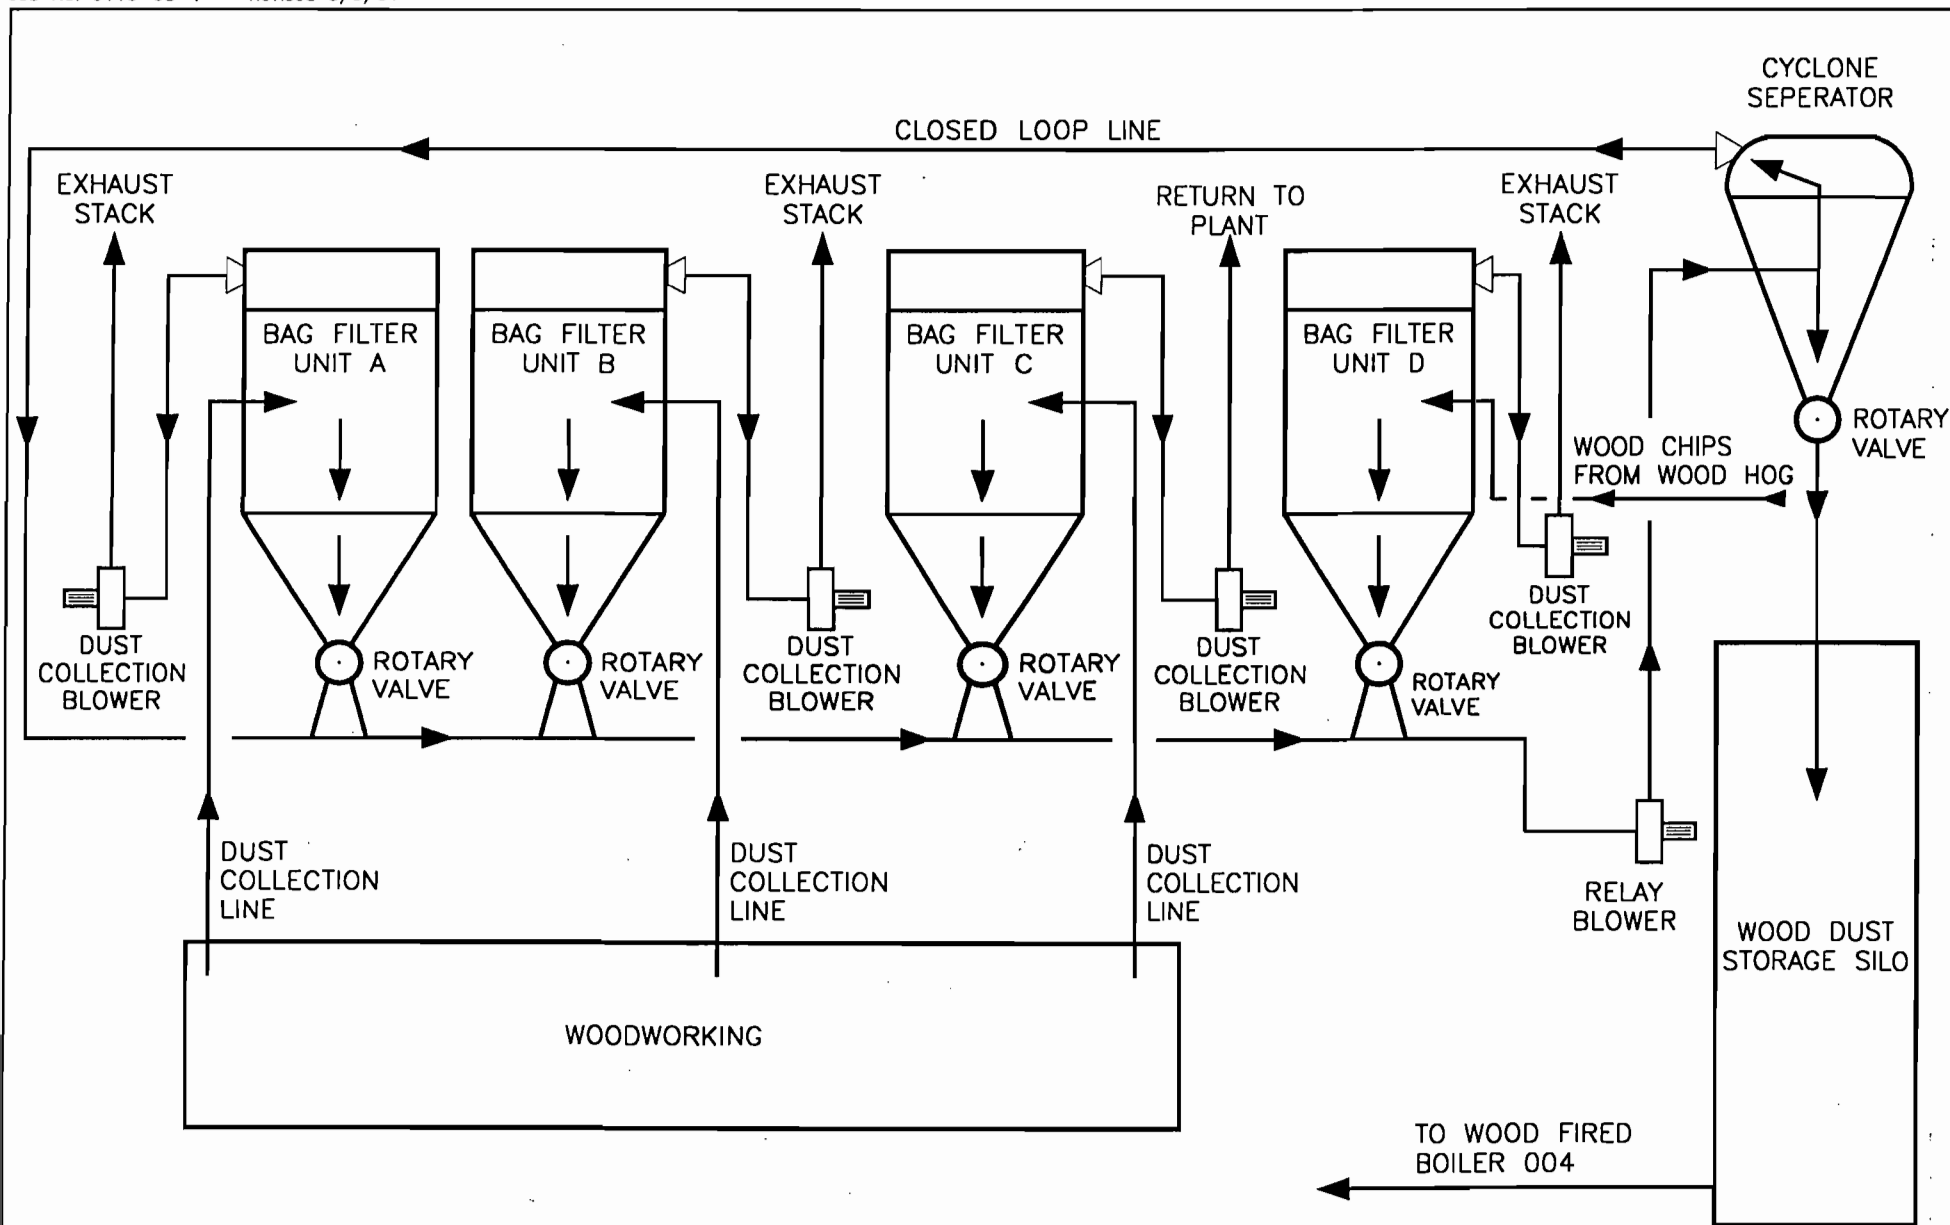 CYCLONE
SEPERATOR
CLOSED LOOP LINE
EXHAUST
STACK
EXHAUST
STACK
RETURN TO
PLANT
EXHAUST
STACK
BAG FILTER
UNIT A
BAG FILTER
UNIT B
BAG FILTER
UNIT C
BAG FILTER
UNIT D
ROTARY
VALVE
WOOD CHIPS
FROM WOOD HOG
DUST
COLLECTION
BLOWER
ROTARY
VALVE
ROTARY
VALVE
DUST
COLLECTION
BLOWER
ROTARY
VALVE
DUST
COLLECTION
BLOWER
ROTARY
VALVE
DUST
COLLECTION
BLOWER
DUST
COLLECTION
LINE
DUST
COLLECTION
LINE
DUST
COLLECTION
LINE
RELAY
BLOWER
WOOD DUST
STORAGE SILO
WOODWORKING
TO WOOD FIRED
BOILER 004